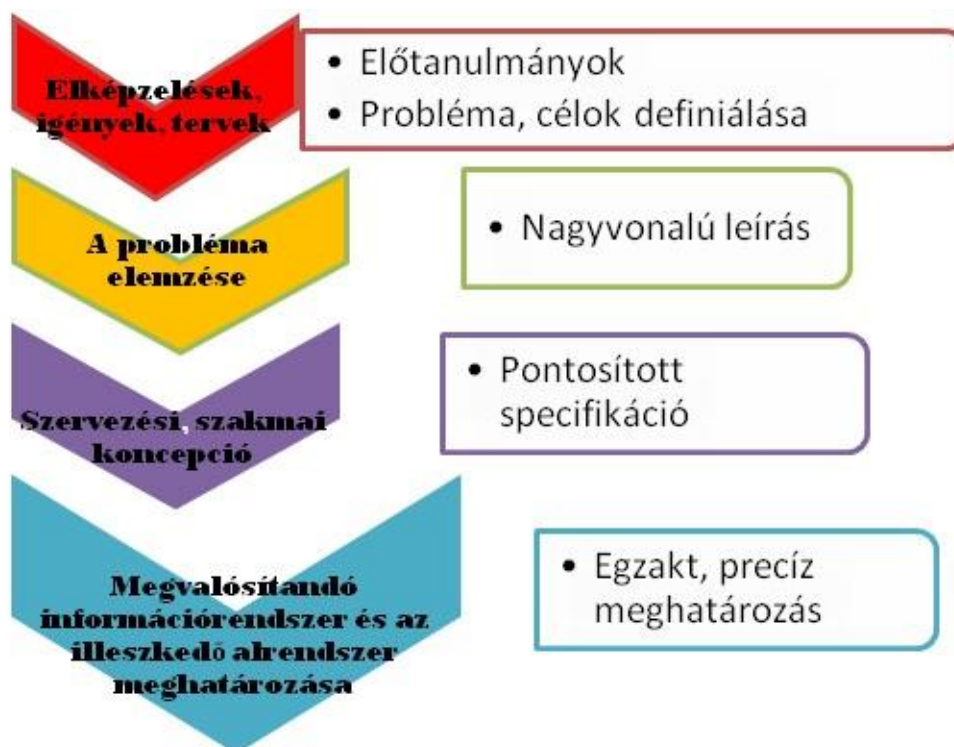 Elképzelések,
igények, tervek
• Előtanulmányok
• Probléma, célok definiálása
A probléma
elemzése
• Nagyvonalú leírás
Szervezési, szakmai
koncepció
• Pontosított
specifikáció
Megvalósítandó
információrendszer és az
illeszkedő alrendszer
meghatározása
• Egzakt, precíz
meghatározás